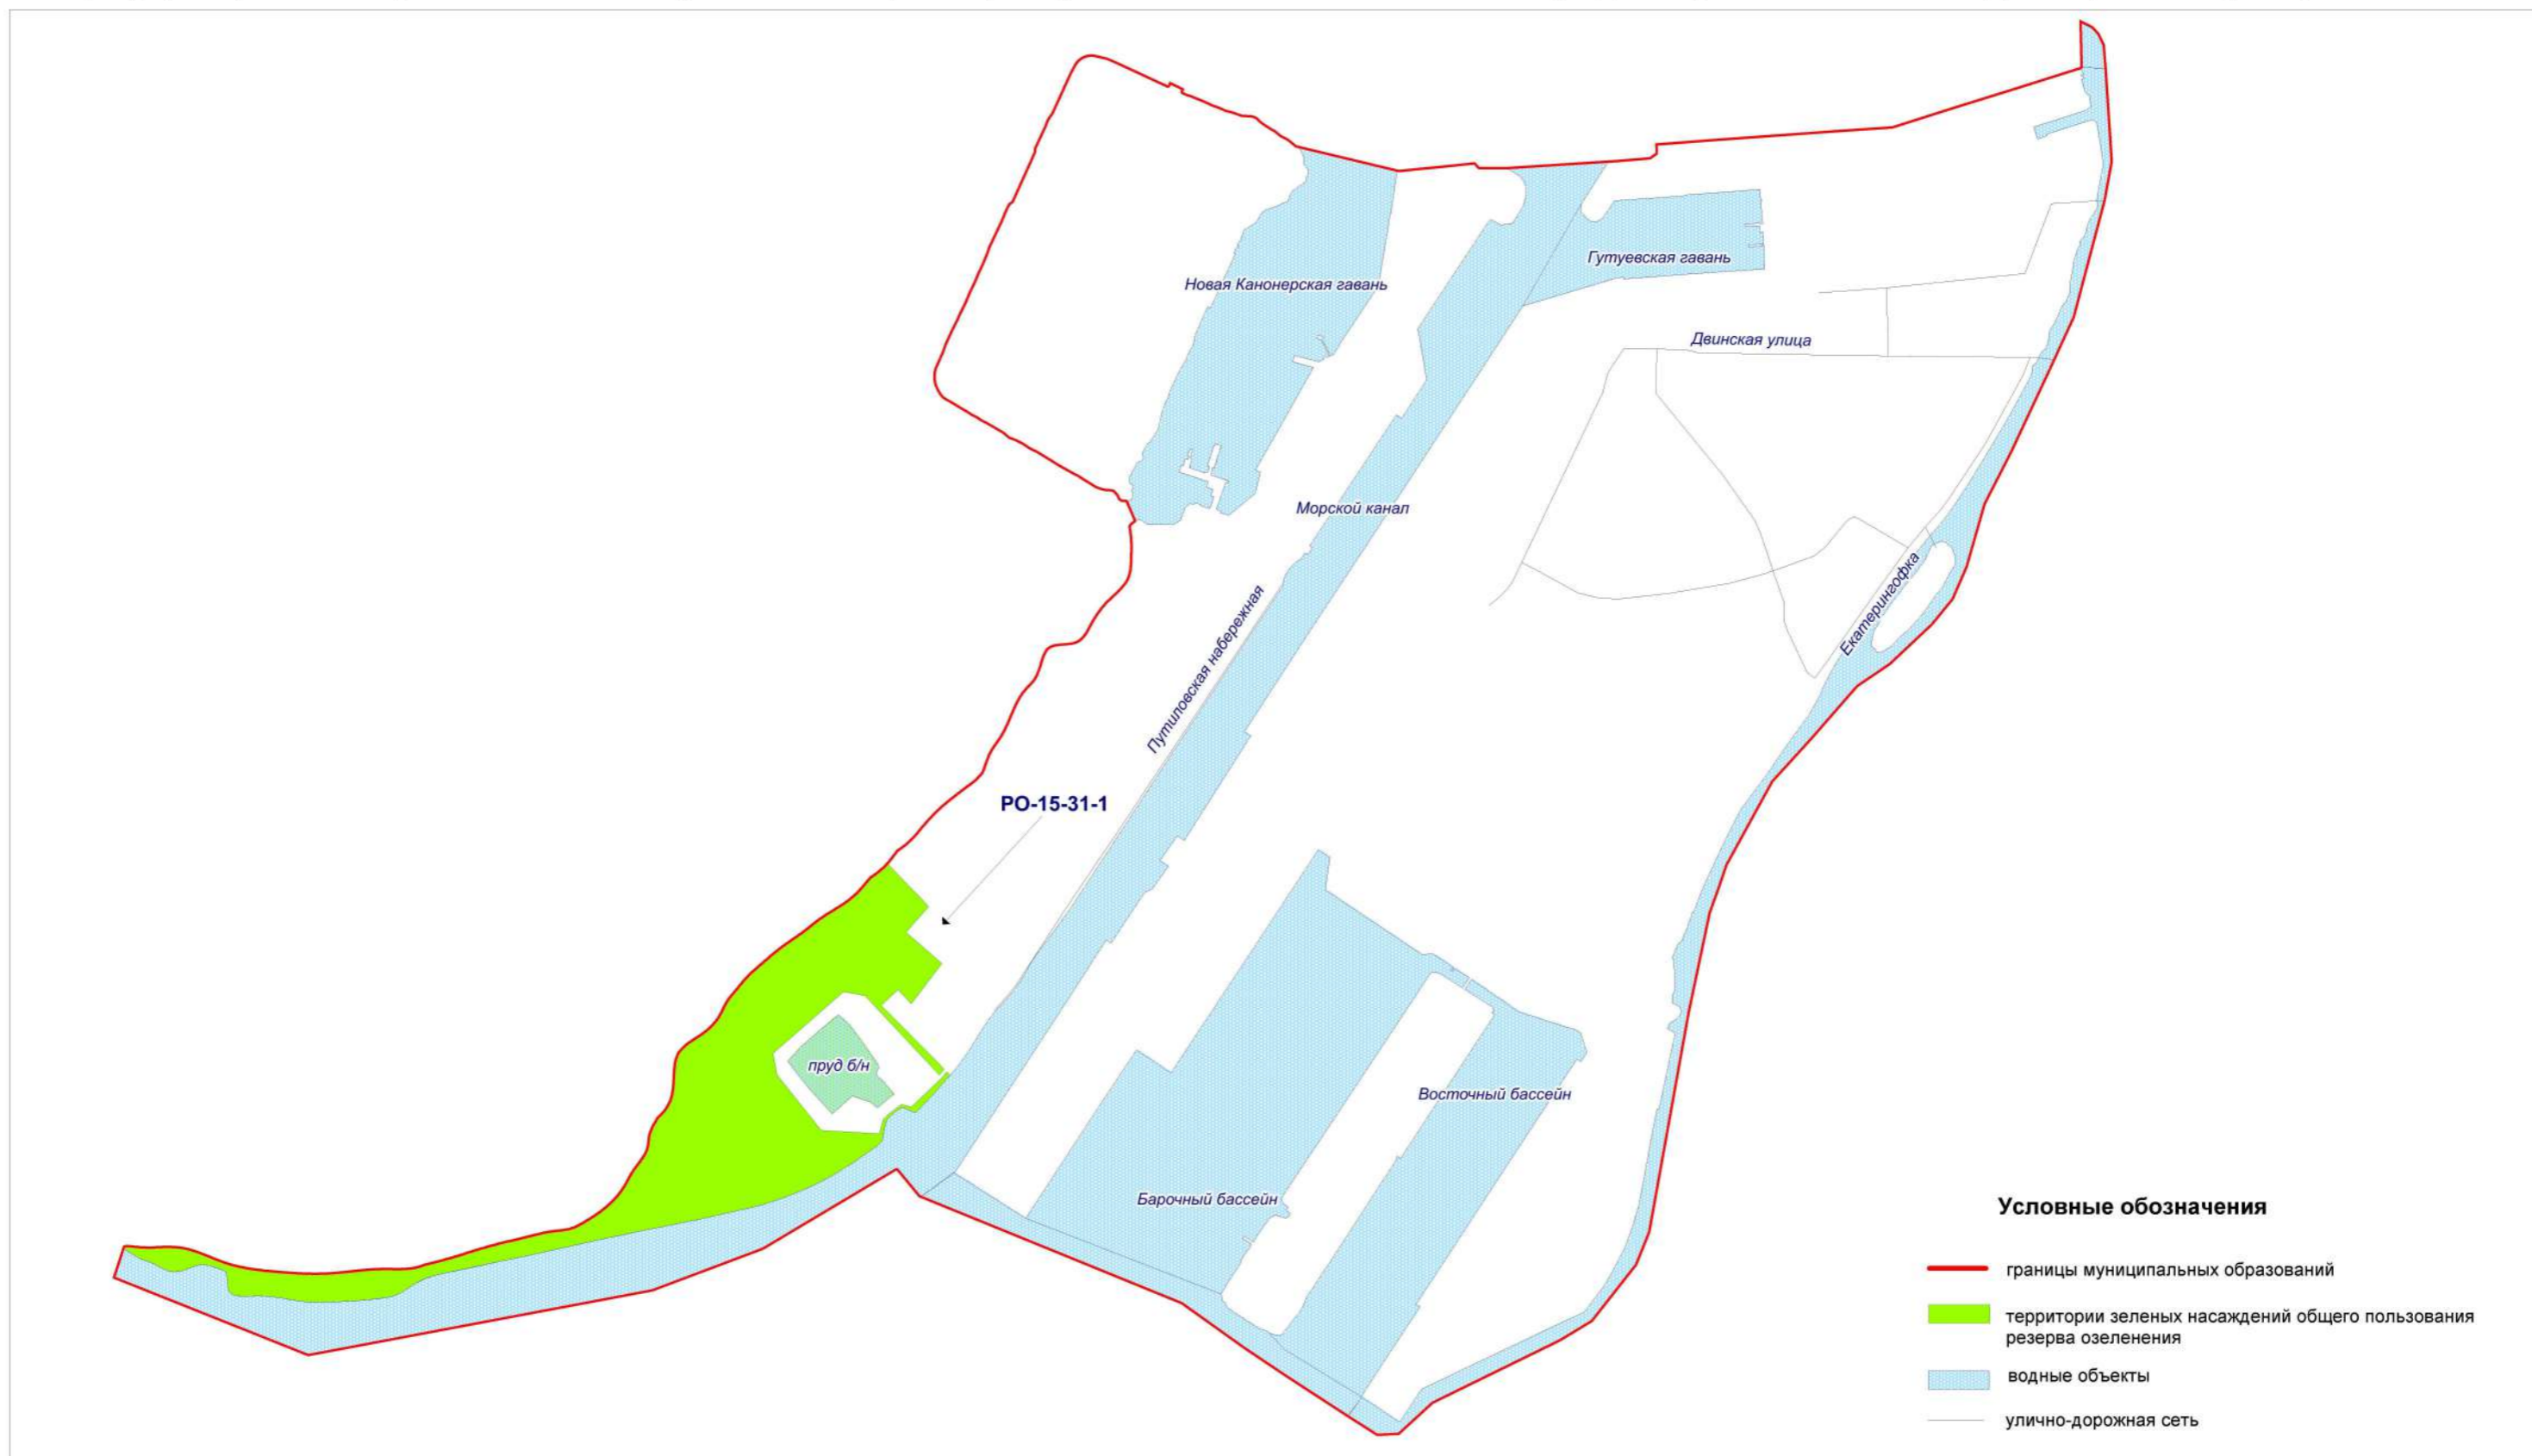 Новая Канонерская гавань
Гутуевская гавань
Двинская улица
Морской канал
Екатерингофка
Путиловская набережная
РО-15-31-1
пруд б/н
Восточный бассейн
Барочный бассейн
Условные обозначения
границы муниципальных образований
территории зеленых насаждений общего пользования
резерва озеленения
водные объекты
улично-дорожная сеть